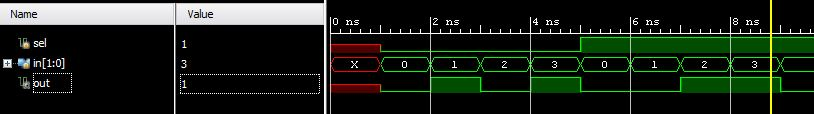 Name Value 0 ns 2 ns 4 ns 6 ns 8 ns
sel 1
in[1:0] 3 X 0 1 2 3 0 1 2 3
out 1